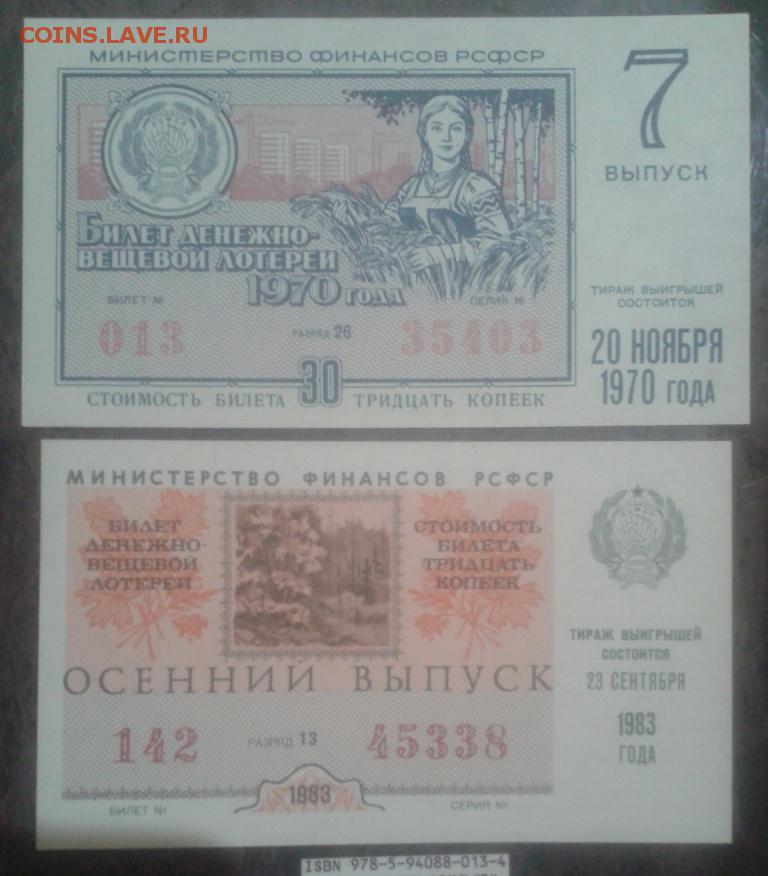 COINS.LAVE.RU
МИНИСТЕРСТВО ФИНАНСОВ РСФСР
7
ВЫПУСК
БИЛЕТ ДЕНЕЖНО-
ВЕЩЕВОЙ ЛОТЕРЕИ
1970 ГОДА
БИЛЕТ №
СЕРИЯ №
013
РАЗРЯД 26
35403
ТИРАЖ ВЫИГРЫШЕЙ
СОСТОИТСЯ
20 НОЯБРЯ
1970 ГОДА
СТОИМОСТЬ БИЛЕТА 30 ТРИДЦАТЬ КОПЕЕК
МИНИСТЕРСТВО ФИНАНСОВ РСФСР
БИЛЕТ
ДЕНЕЖНО-
ВЕЩЕВОЙ
ЛОТЕРЕИ
СТОИМОСТЬ
БИЛЕТА
ТРИДЦАТЬ
КОПЕЕК
ОСЕННИЙ ВЫПУСК
142
РАЗРЯД 13
45338
1983
БИЛЕТ №
СЕРИЯ №
ТИРАЖ ВЫИГРЫШЕЙ
СОСТОИТСЯ
23 СЕНТЯБРЯ
1983
ГОДА
ISBN 978-5-94088-013-4